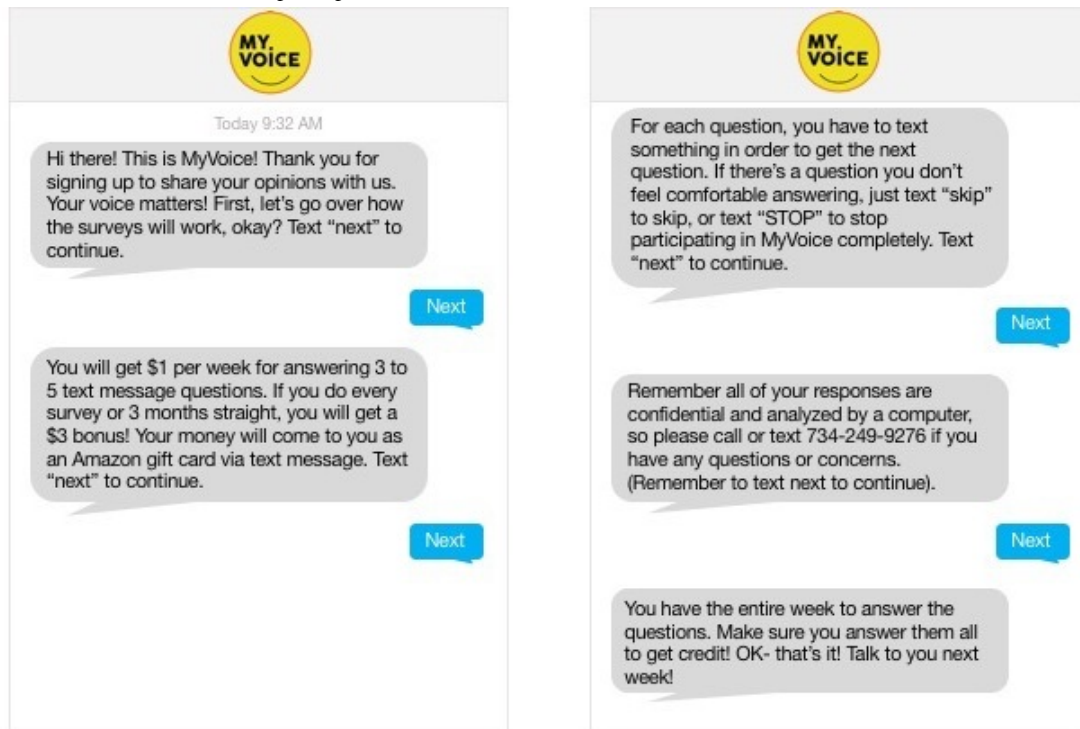 MY.
VOICE
Today 9:32 AM
Hi there! This is MyVoice! Thank you for
signing up to share your opinions with us.
Your voice matters! First, let's go over how
the surveys will work, okay? Text “next” to
continue.
Next
You will get $1 per week for answering 3 to
5 text message questions. If you do every
survey or 3 months straight, you will get a
$3 bonus! Your money will come to you as
an Amazon gift card via text message. Text
“next” to continue.
Next
MY.
VOICE
For each question, you have to text
something in order to get the next
question. If there's a question you don't
feel comfortable answering, just text “skip”
to skip, or text “STOP” to stop
participating in MyVoice completely. Text
“next” to continue.
Next
Remember all of your responses are
confidential and analyzed by a computer,
so please call or text 734-249-9276 if you
have any questions or concerns.
(Remember to text next to continue).
Next
You have the entire week to answer the
questions. Make sure you answer them all
to get credit! OK- that's it! Talk to you next
week!